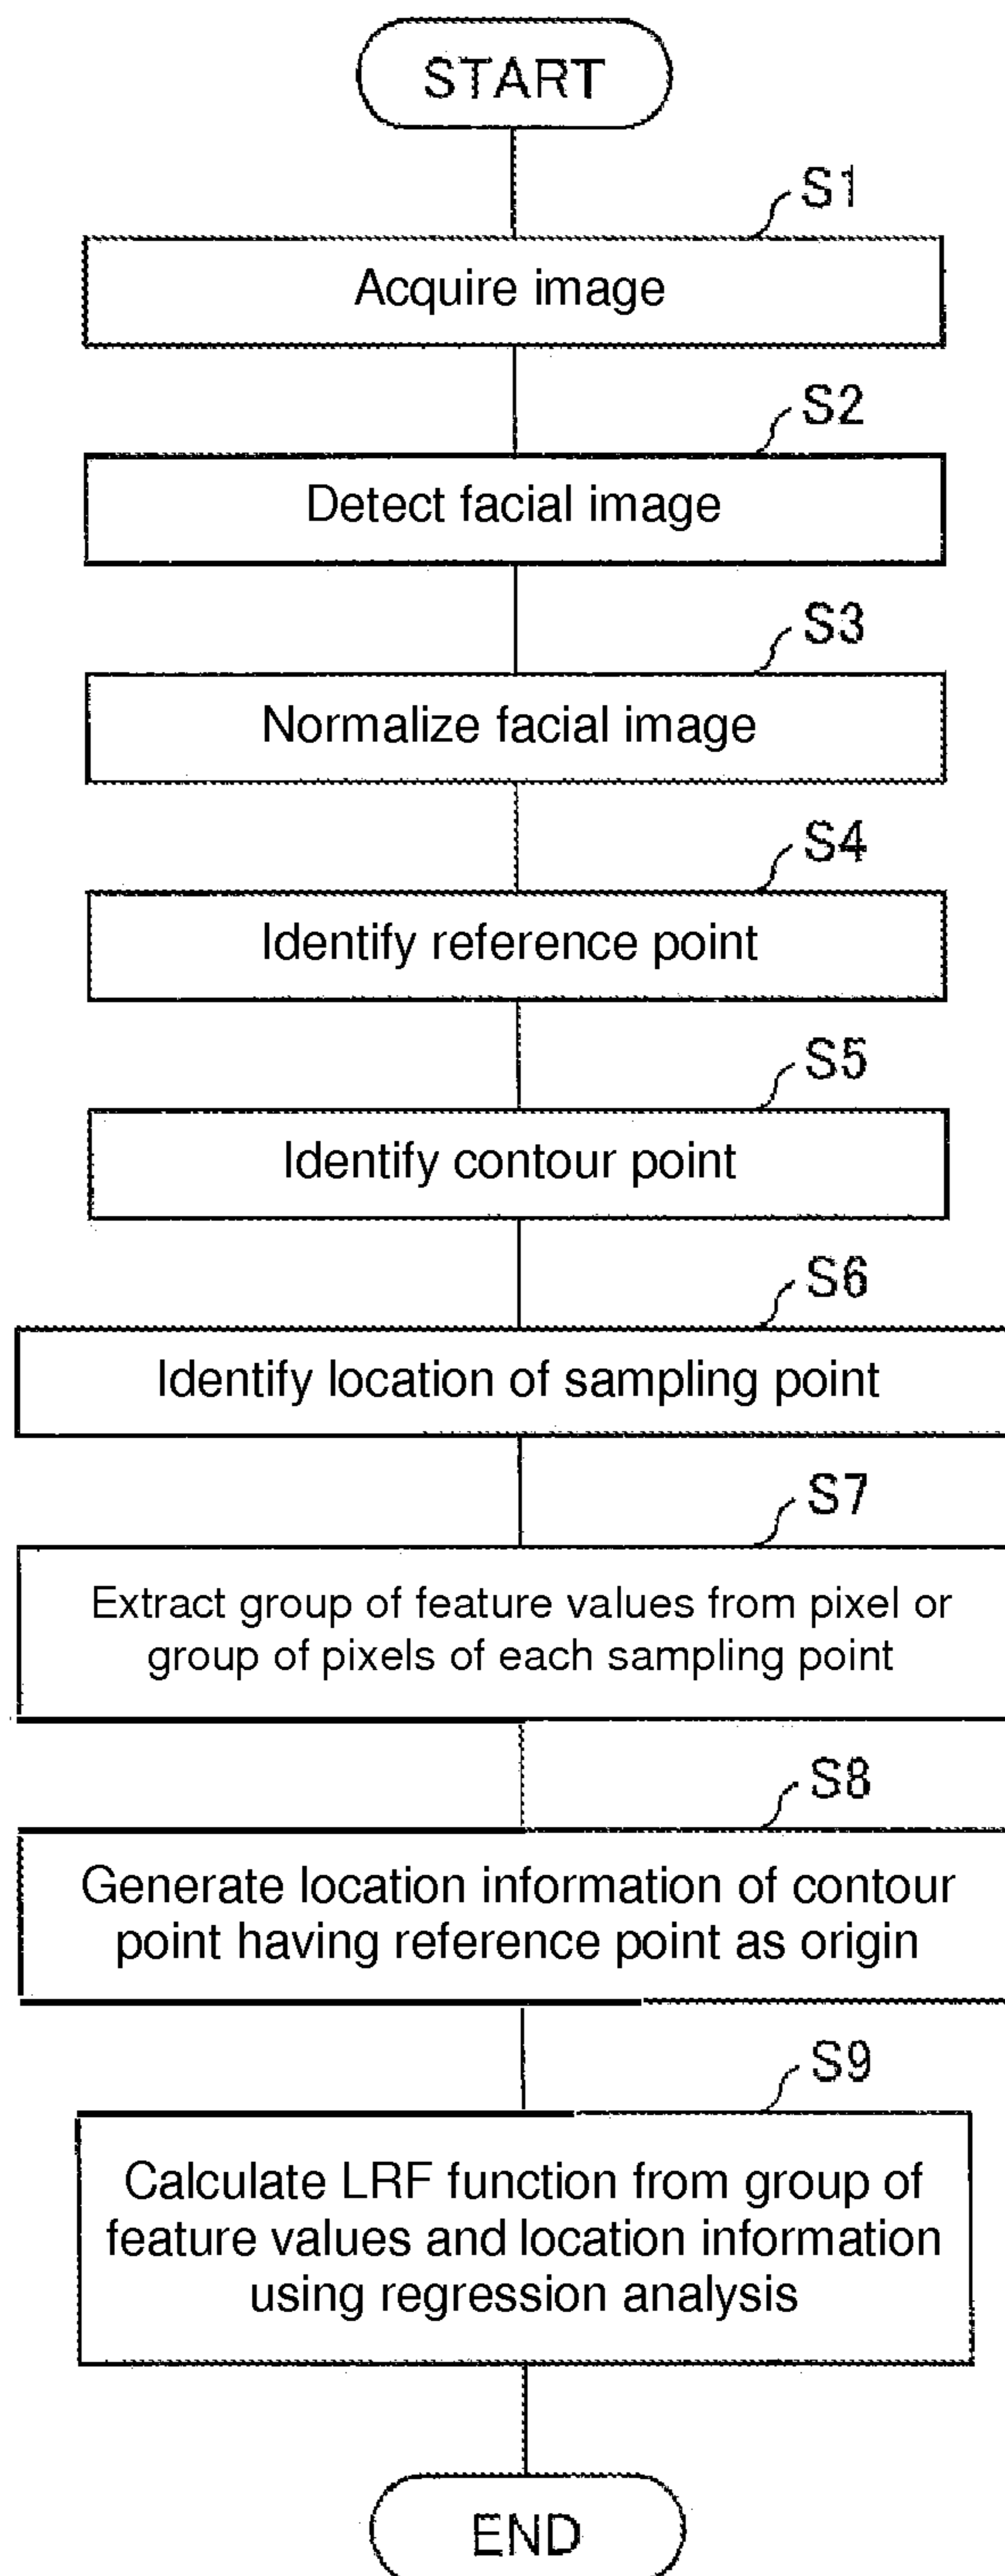 START
S1
Acquire image
S2
Detect facial image
S3
Normalize facial image
S4
Identify reference point
S5
Identify contour point
S6
Identify location of sampling point
S7
Extract group of feature values from pixel or
group of pixels of each sampling point
S8
Generate location information of contour
point having reference point as origin
S9
Calculate LRF function from group of
feature values and location information
using regression analysis
END